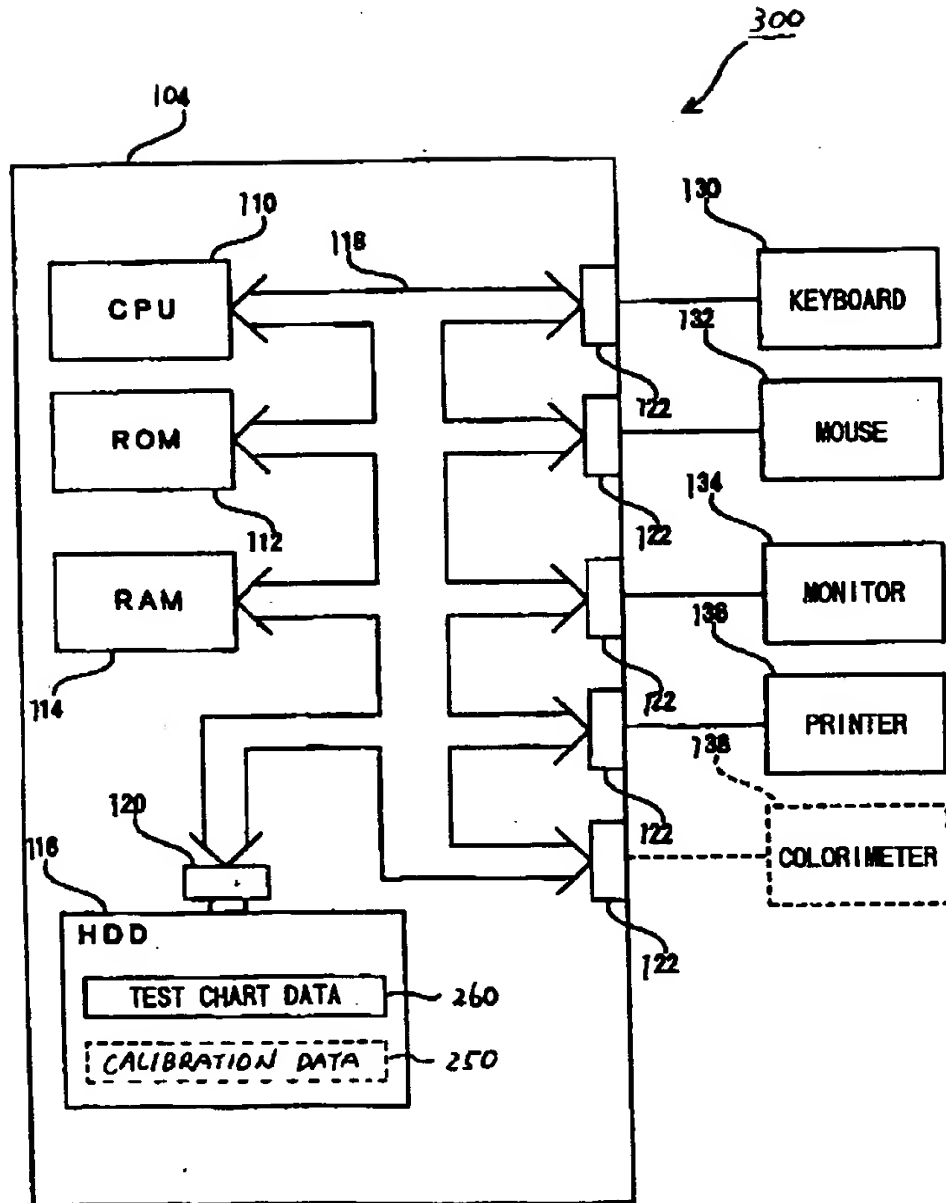 300
104
110
CPU
118
130
KEYBOARD
132
122
ROM
112
MOUSE
134
122
RAM
114
MONITOR
136
122
PRINTER
138
120
116
122
COLORIMETER
HDD
122
TEST CHART DATA
260
CALIBRATION DATA
250